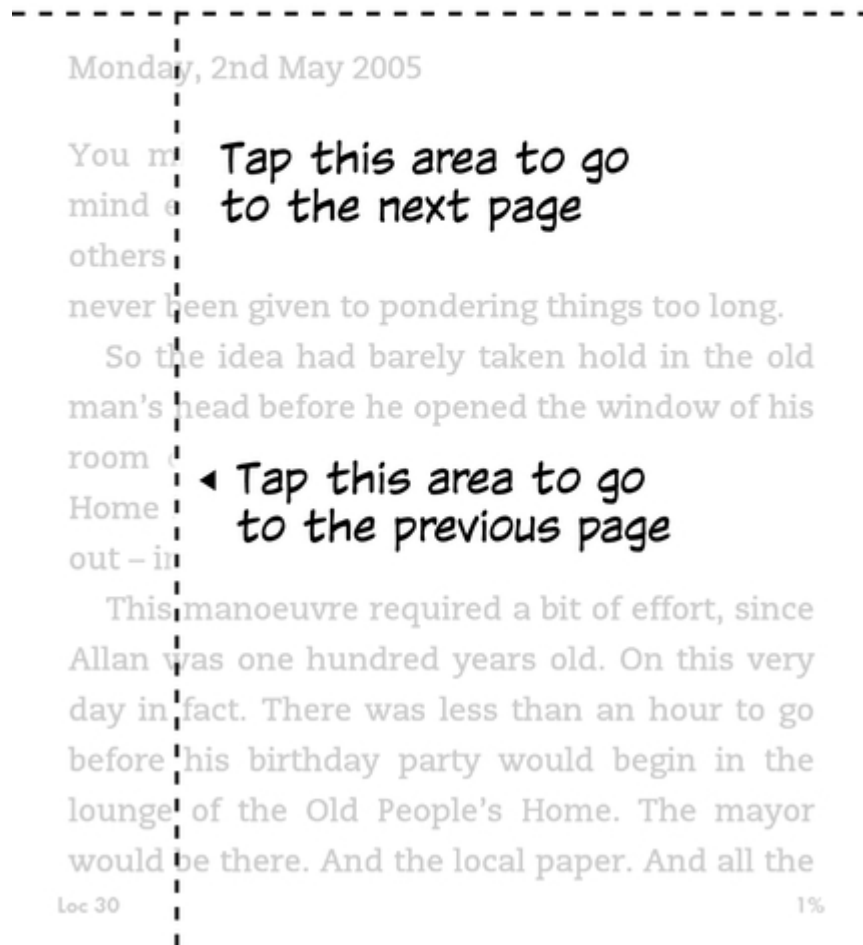 Monday, 2nd May 2005
You
Tap this area to go
mind
to the next page
others
never been given to pondering things too long.
So the idea had barely taken hold in the old
man's head before he opened the window of his
room
Tap this area to go
Home
to the previous page
out –
This manoeuvre required a bit of effort, since
Allan was one hundred years old. On this very
day in fact. There was less than an hour to go
before his birthday party would begin in the
lounge of the Old People's Home. The mayor
would be there. And the local paper. And all the
Loc 30
1%